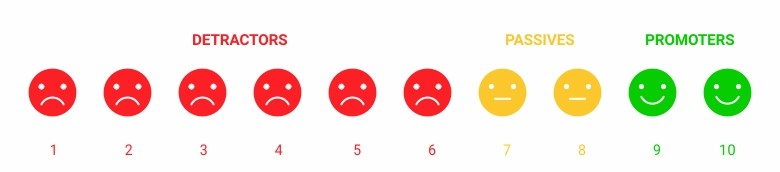 DETRACTORS PASSIVES PROMOTERS
1 2 3 4 5 6 7 8 9 10